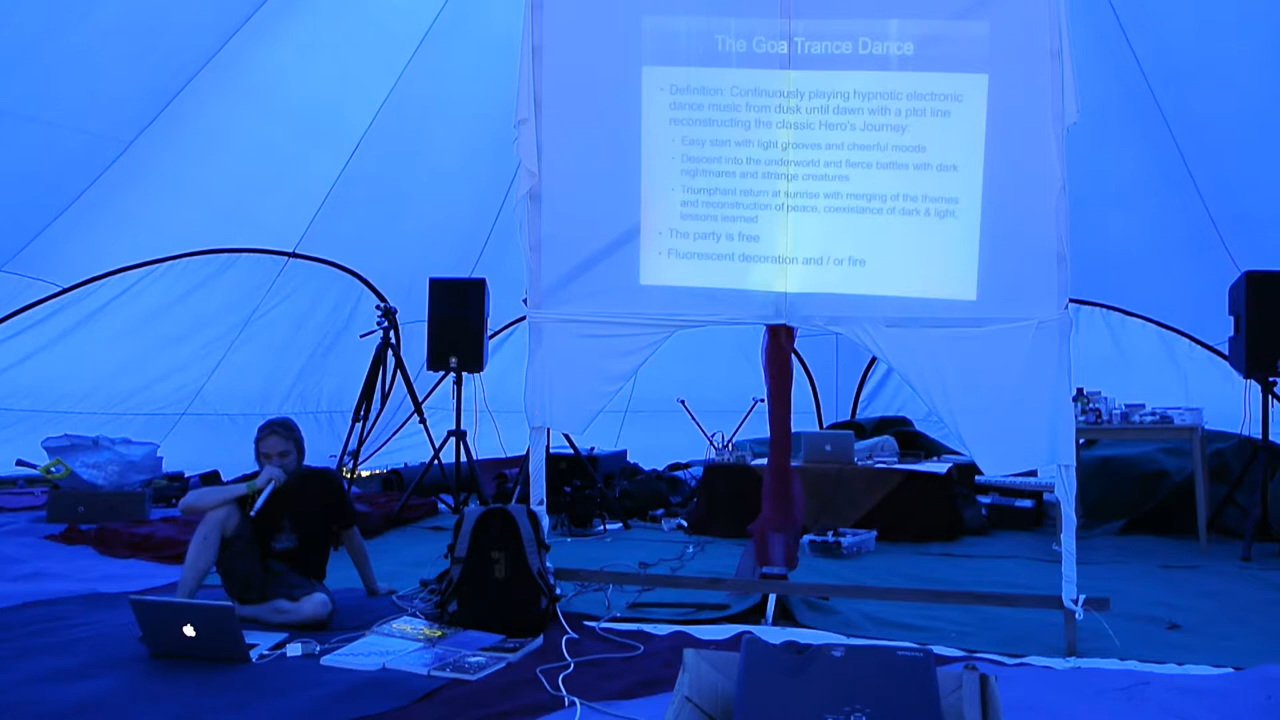 The Goa Trance Dance
• Definition: Continuously playing hypnotic electronic
dance music from dusk until dawn with a plot line
reconstructing the classic Hero's Journey:
• Easy start with light grooves and cheerful moods
• Descent into the underworld and fierce battles with dark
nightmares and strange creatures
• Triumphant return at sunrise with merging of the themes
and reconstruction of peace, coexistance of dark & light,
lessons learned
• The party is free
• Fluorescent decoration and / or fire